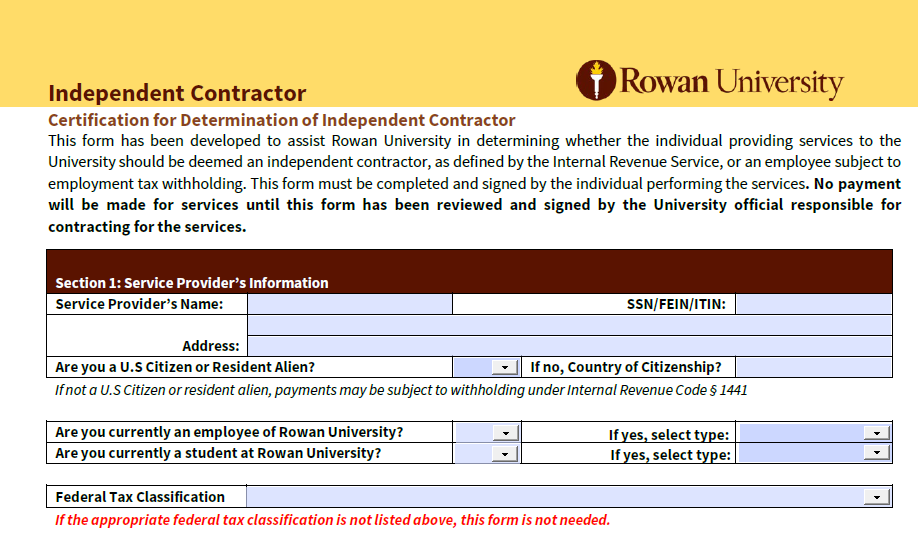 Rowan University
Independent Contractor
Certification for Determination of Independent Contractor
This form has been developed to assist Rowan University in determining whether the individual providing services to the
University should be deemed an independent contractor, as defined by the Internal Revenue Service, or an employee subject to
employment tax withholding. This form must be completed and signed by the individual performing the services. No payment
will be made for services until this form has been reviewed and signed by the University official responsible for
contracting for the services.
Section 1: Service Provider's Information
Service Provider's Name: SSN/FEIN/ITIN:
Address:
Are you a U.S Citizen or Resident Alien? If no, Country of Citizenship?
If not a U.S Citizen or resident alien, payments may be subject to withholding under Internal Revenue Code § 1441
Are you currently an employee of Rowan University? If yes, select type:
Are you currently a student at Rowan University? If yes, select type:
Federal Tax Classification
If the appropriate federal tax classification is not listed above, this form is not needed.